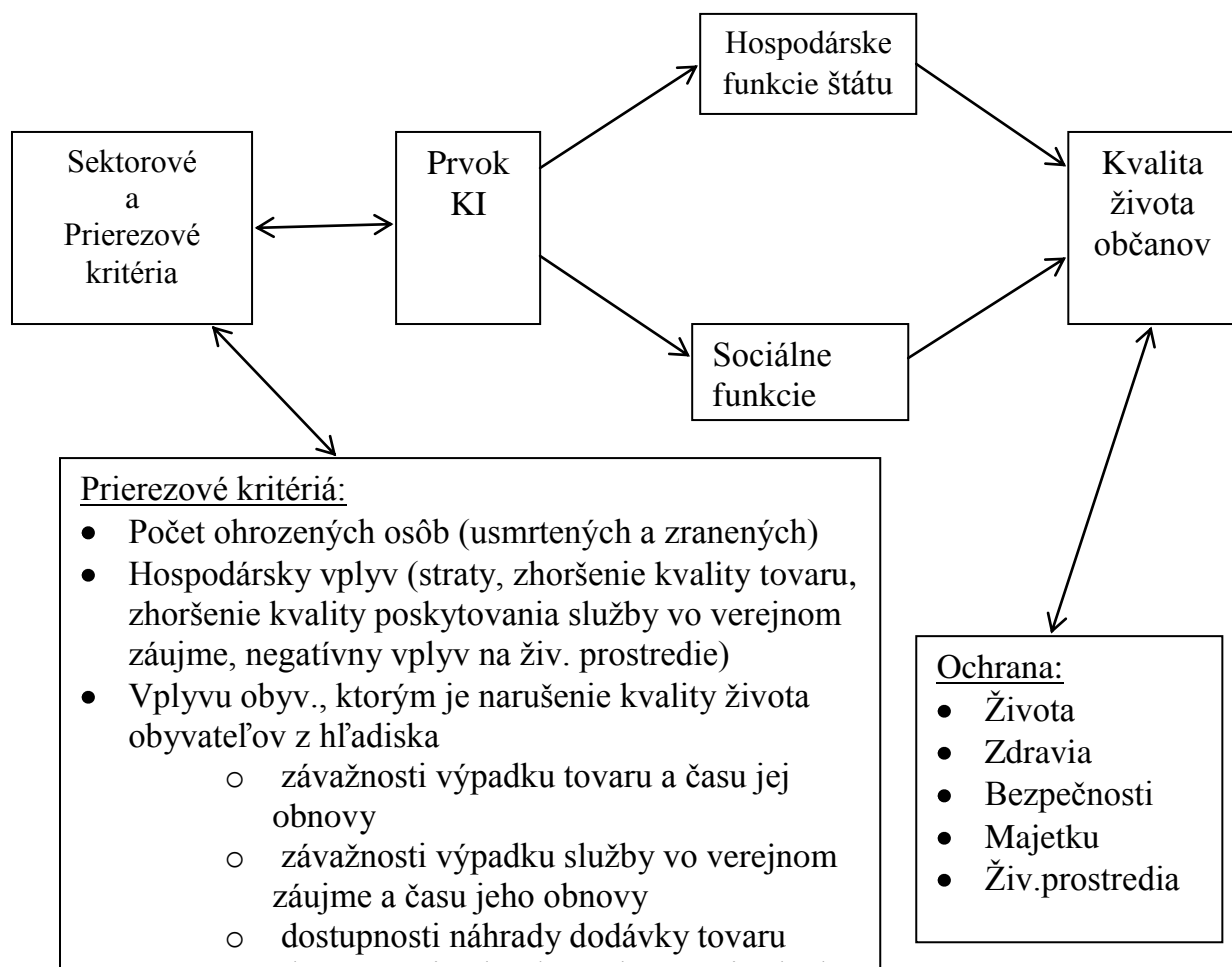 Hospodárske
funkcie štátu
Sektorové
a
Prierezové
kritéria
Prvok
KI
Kvalita
života
občanov
Sociálne
funkcie
Prierezové kritériá:
• Počet ohrozených osôb (usmrtených a zranených)
• Hospodársky vplyv (straty, zhoršenie kvality tovaru,
zhoršenie kvality poskytovania služby vo verejnom
záujme, negatívny vplyv na živ. prostredie)
• Vplyvu obyv., ktorým je narušenie kvality života
obyvateľov z hľadiska
o závažnosti výpadku tovaru a času jej
obnovy
o závažnosti výpadku služby vo verejnom
záujme a času jeho obnovy
o dostupnosti náhrady dodávky tovaru
Ochrana:
• Života
• Zdravia
• Bezpečnosti
• Majetku
• Živ.prostredia